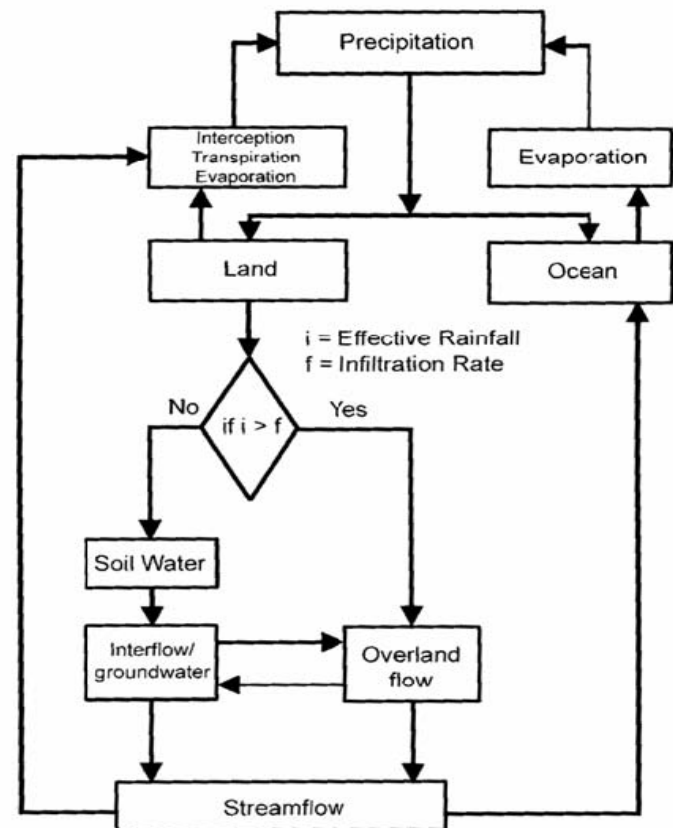 Precipitation
Interception
Transpiration
Evaporation
Evaporation
Land
Ocean
i = Effective Rainfall
f = Infiltration Rate
No
if i > f
Yes
Soil Water
Interflow/
groundwater
Overland
flow
Streamflow